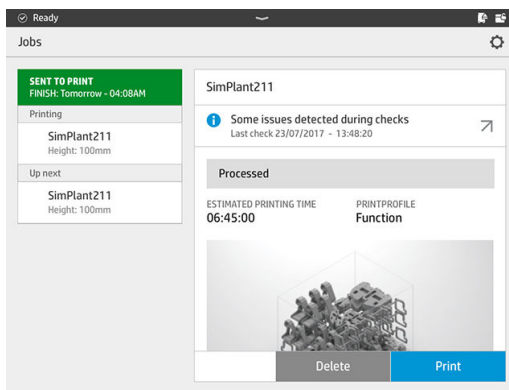 Ready
Jobs
SENT TO PRINT
FINISH: Tomorrow - 04:08AM
Printing
SimPlant211
Height: 100mm
Up next
SimPlant211
Height: 100mm
SimPlant211
Some issues detected during checks
Last check 23/07/2017 - 13:48:20
Processed
ESTIMATED PRINTING TIME
06:45:00
PRINTPROFILE
Function
Delete
Print